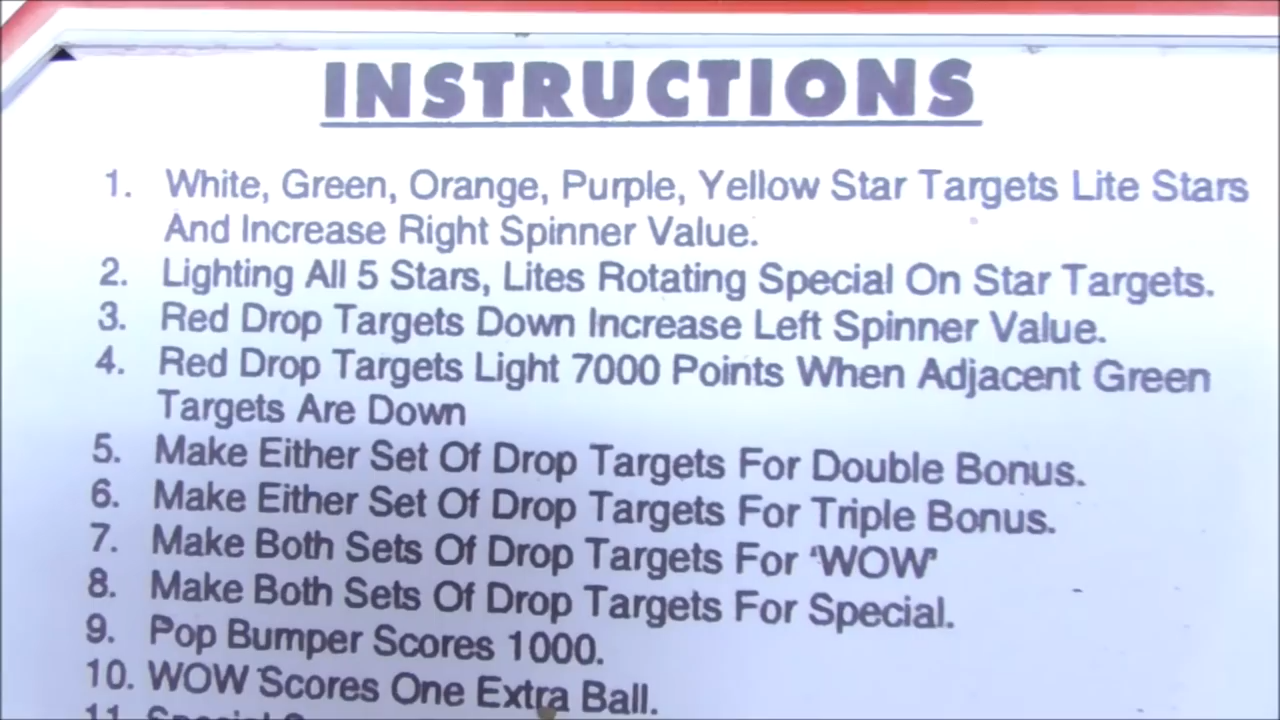 INSTRUCTIONS
1. White, Green, Orange, Purple, Yellow Star Targets Lite Stars
And Increase Right Spinner Value.
2. Lighting All 5 Stars, Lites Rotating Special On Star Targets.
3. Red Drop Targets Down Increase Left Spinner Value.
4. Red Drop Targets Light 7000 Points When Adjacent Green
Targets Are Down
5. Make Either Set Of Drop Targets For Double Bonus.
6. Make Either Set Of Drop Targets For Triple Bonus.
7. Make Both Sets Of Drop Targets For 'WOW'
8. Make Both Sets Of Drop Targets For Special.
9. Pop Bumper Scores 1000.
10. WOW Scores One Extra Ball.
11. Special